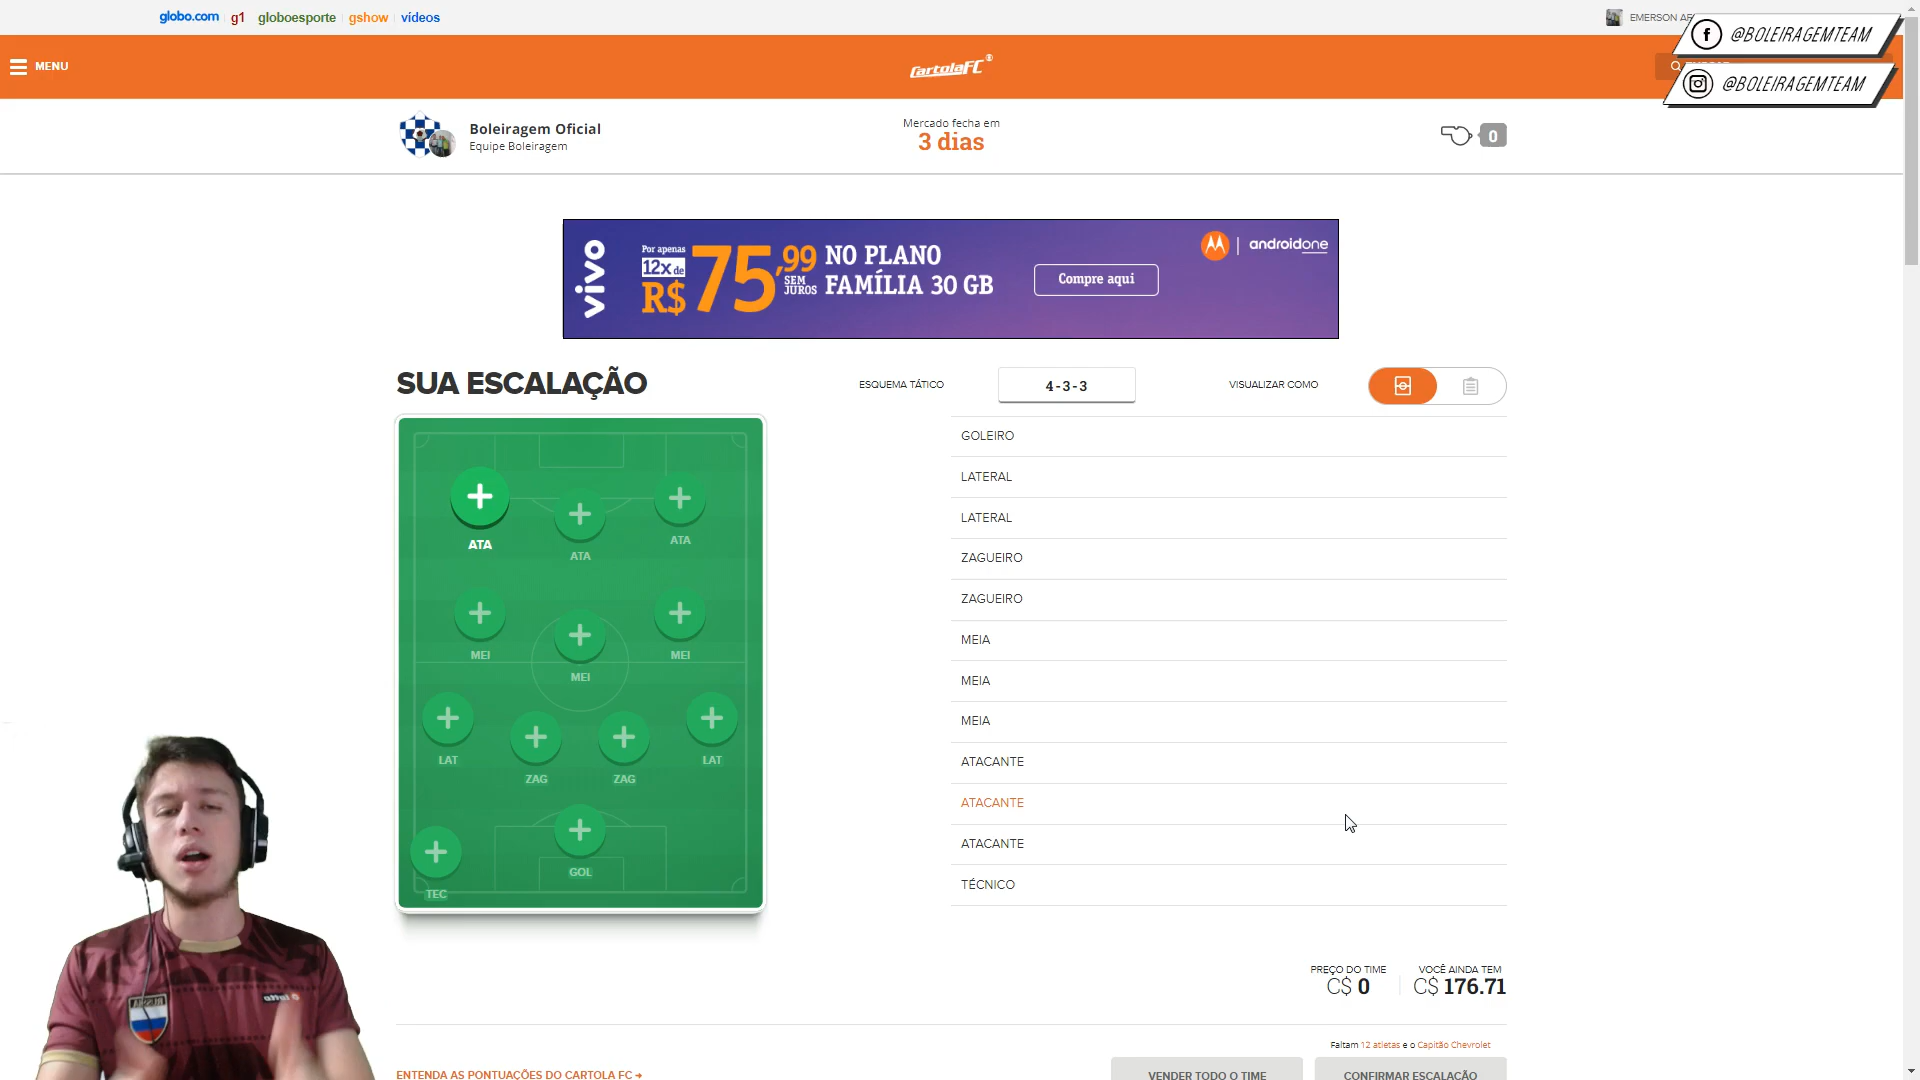 globo.com g1 globoesporte gshow vídeos
EMERSON
@BOLEIRAGEMTEAM
@BOLEIRAGEMTEAM
MENU
CartolaFC
Boleiragem Oficial
Equipe Boleiragem
Mercado fecha em
3 dias
0
vivo
Por apenas
12x de
R$ 75,99
SEM JUROS
NO PLANO
FAMÍLIA 30 GB
Compre aqui
androidone
SUA ESCALAÇÃO
ESQUEMA TÁTICO
4-3-3
VISUALIZAR COMO
ATA
ATA
ATA
MEI
MEI
MEI
LAT
ZAG
ZAG
LAT
TEC
GOL
GOLEIRO
LATERAL
LATERAL
ZAGUEIRO
ZAGUEIRO
MEIA
MEIA
MEIA
ATACANTE
ATACANTE
ATACANTE
TÉCNICO
PREÇO DO TIME
C$ 0
VOCÊ AINDA TEM
C$ 176.71
Faltam 12 atletas e o Capitão Chevrolet
ENTENDA AS PONTUAÇÕES DO CARTOLA FC
VENDER TODO O TIME
CONFIRMAR ESCALAÇÃO